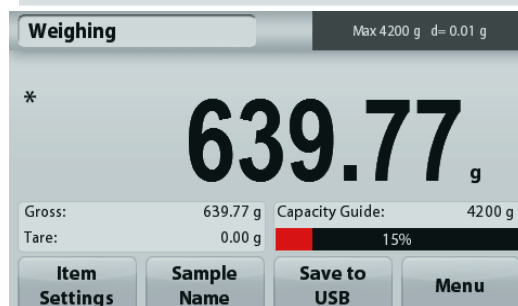 Weighing
Max 4200 g d= 0.01 g
*
639.77 g
Gross: 639.77 g
Capacity Guide: 4200 g
Tare: 0.00 g
15%
Item Settings
Sample Name
Save to USB
Menu